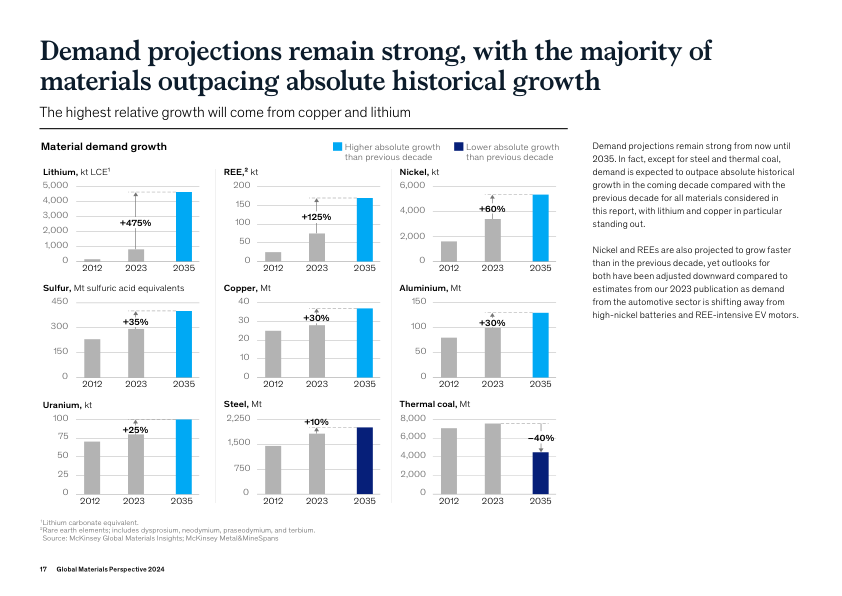 Demand projections remain strong, with the majority of
materials outpacing absolute historical growth
The highest relative growth will come from copper and lithium
Material demand growth
Higher absolute growth
than previous decade
Lower absolute growth
than previous decade
Lithium, kt LCE¹
5,000
4,000
3,000
2,000
1,000
0
+475%
2012 2023 2035
REE,² kt
200
150
100
50
0
+125%
2012 2023 2035
Nickel, kt
6,000
4,000
2,000
0
+60%
2012 2023 2035
Sulfur, Mt sulfuric acid equivalents
450
300
150
0
+35%
2012 2023 2035
Copper, Mt
40
30
20
10
0
+30%
2012 2023 2035
Aluminium, Mt
150
100
50
0
+30%
2012 2023 2035
Uranium, kt
100
75
50
25
0
+25%
2012 2023 2035
Steel, Mt
2,250
1,500
750
0
+10%
2012 2023 2035
Thermal coal, Mt
8,000
6,000
4,000
2,000
0
−40%
2012 2023 2035
Demand projections remain strong from now until
2035. In fact, except for steel and thermal coal,
demand is expected to outpace absolute historical
growth in the coming decade compared with the
previous decade for all materials considered in
this report, with lithium and copper in particular
standing out.
Nickel and REEs are also projected to grow faster
than in the previous decade, yet outlooks for
both have been adjusted downward compared to
estimates from our 2023 publication as demand
from the automotive sector is shifting away from
high-nickel batteries and REE-intensive EV motors.
¹Lithium carbonate equivalent.
²Rare earth elements; includes dysprosium, neodymium, praseodymium, and terbium.
Source: McKinsey Global Materials Insights; McKinsey Metal&MineSpans
17 Global Materials Perspective 2024